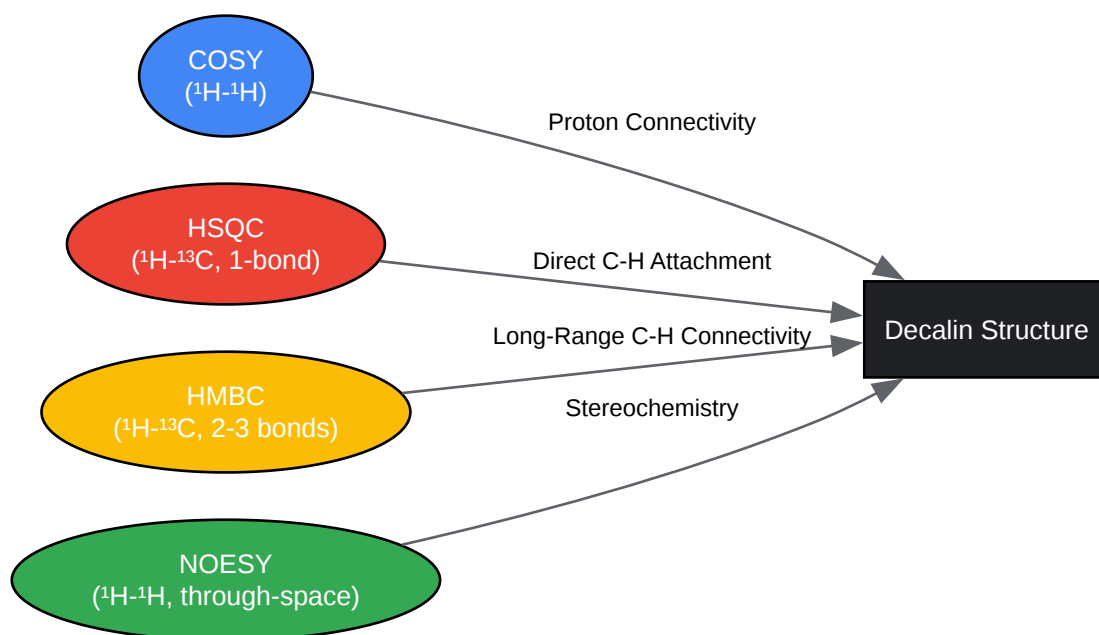 COSY
(¹H-¹H)
Proton Connectivity
HSQC
(¹H-¹³C, 1-bond)
Direct C-H Attachment
Decalin Structure
Long-Range C-H Connectivity
HMBC
(¹H-¹³C, 2-3 bonds)
Stereochemistry
NOESY
(¹H-¹H, through-space)